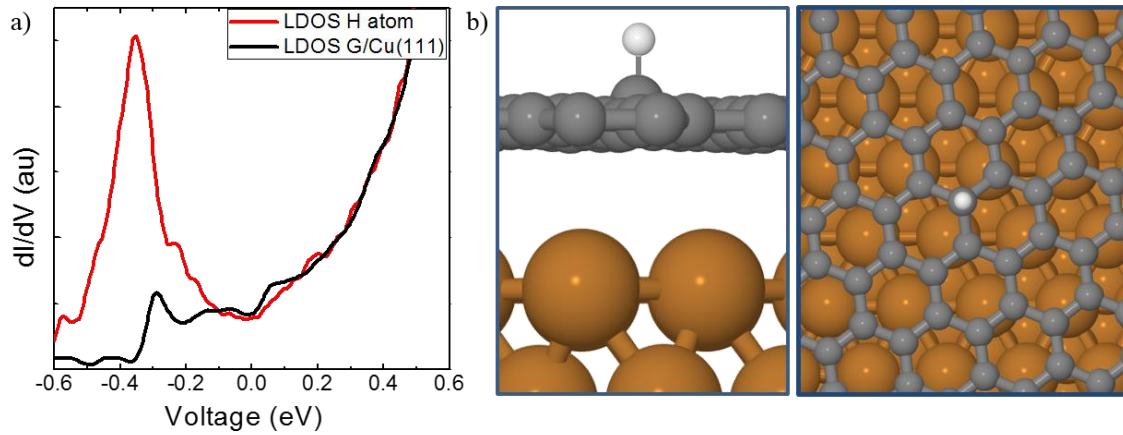 a)
LDOS H atom
LDOS G/Cu(111)
dI/dV (au)
-0.6 -0.4 -0.2 0.0 0.2 0.4 0.6
Voltage (eV)
b)